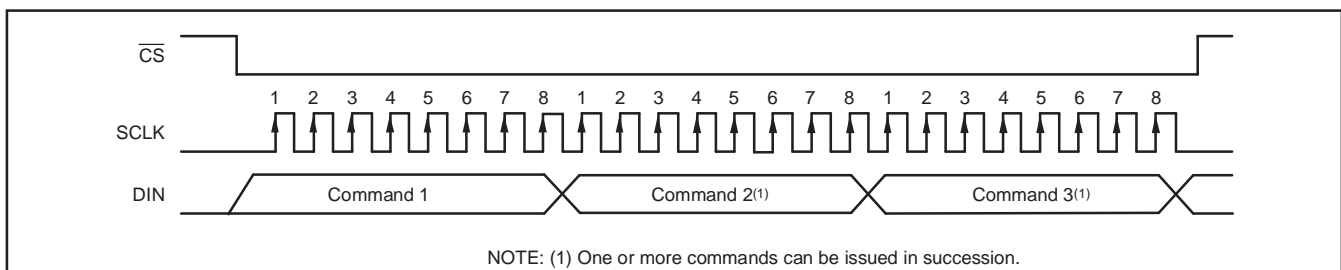 CS
1 2 3 4 5 6 7 8 1 2 3 4 5 6 7 8 1 2 3 4 5 6 7 8
SCLK
DIN Command 1 Command 2(1) Command 3(1)
NOTE: (1) One or more commands can be issued in succession.